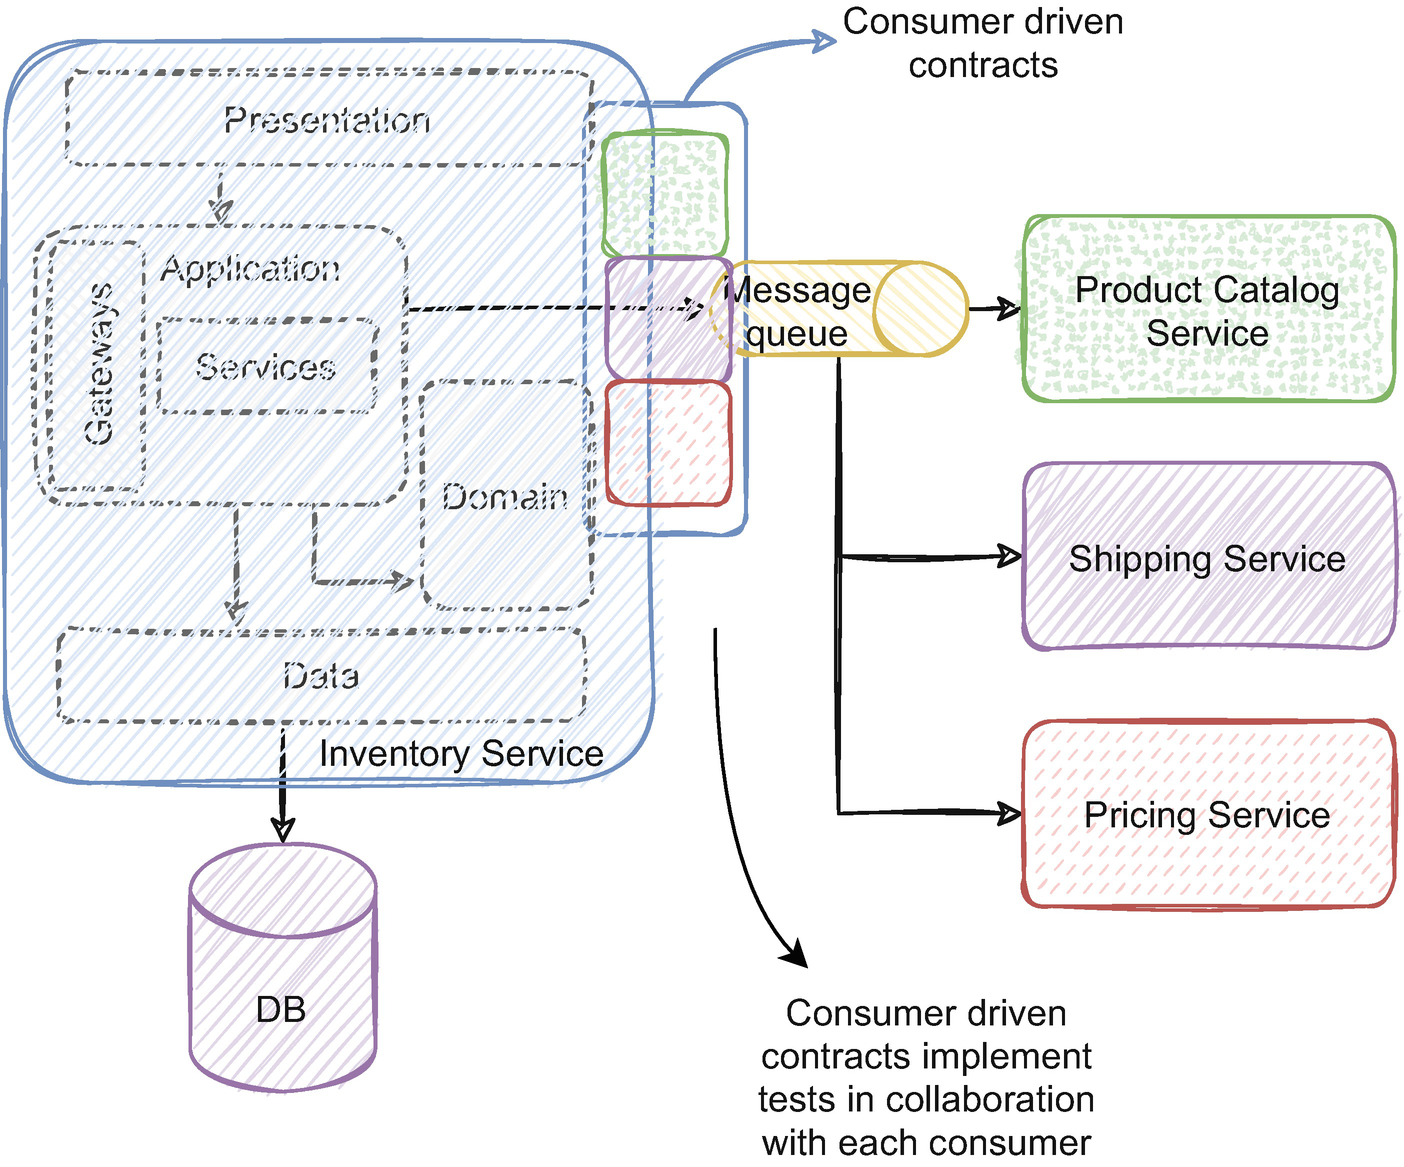 Consumer driven
contracts
Presentation
Application
Gateways
Services
Message
queue
Product Catalog
Service
Domain
Shipping Service
Data
Inventory Service
Pricing Service
DB
Consumer driven
contracts implement
tests in collaboration
with each consumer